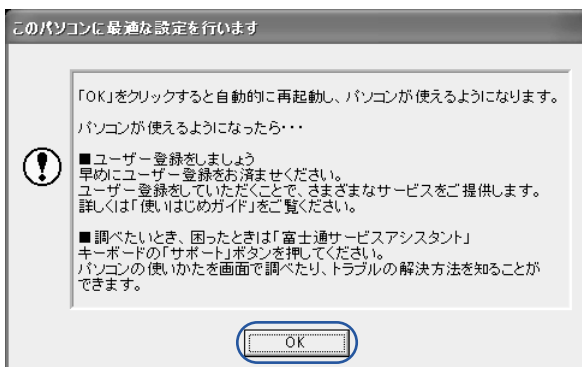 このパソコンに最適な設定を行います
「OK」をクリックすると自動的に再起動し、パソコンが使えるようになります。
パソコンが使えるようになったら・・・
■ユーザー登録をしましょう
早めにユーザー登録をお済ませください。
ユーザー登録をしていただくことで、さまざまなサービスをご提供します。
詳しくは「使いはじめガイド」をご覧ください。
■調べたいとき、困ったときは「富士通サービスアシスタント」
キーボードの「サポート」ボタンを押してください。
パソコンの使いかたを画面で調べたり、トラブルの解決方法を知ることが
できます。
OK